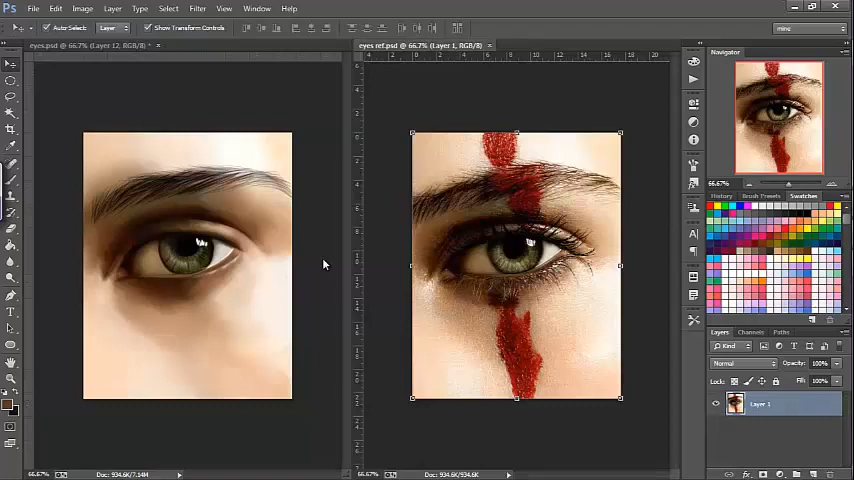 Ps File Edit Image Layer Type Select Filter View Window Help
Auto-Select: Layer Show Transform Controls mine
eyes.psd @ 66.7% (Layer 12, RGB/8) * ×
eyes ref.psd @ 66.7% (Layer 1, RGB/8) ×
Navigator
66.67%
Brush Brush Presets Swatches
Layers Channels Paths
Kind
Normal Opacity: 100%
Lock: Fill: 100%
Layer 1
66.67% Doc: 934.6K/7.14M
66.67% Doc: 934.6K/934.6K